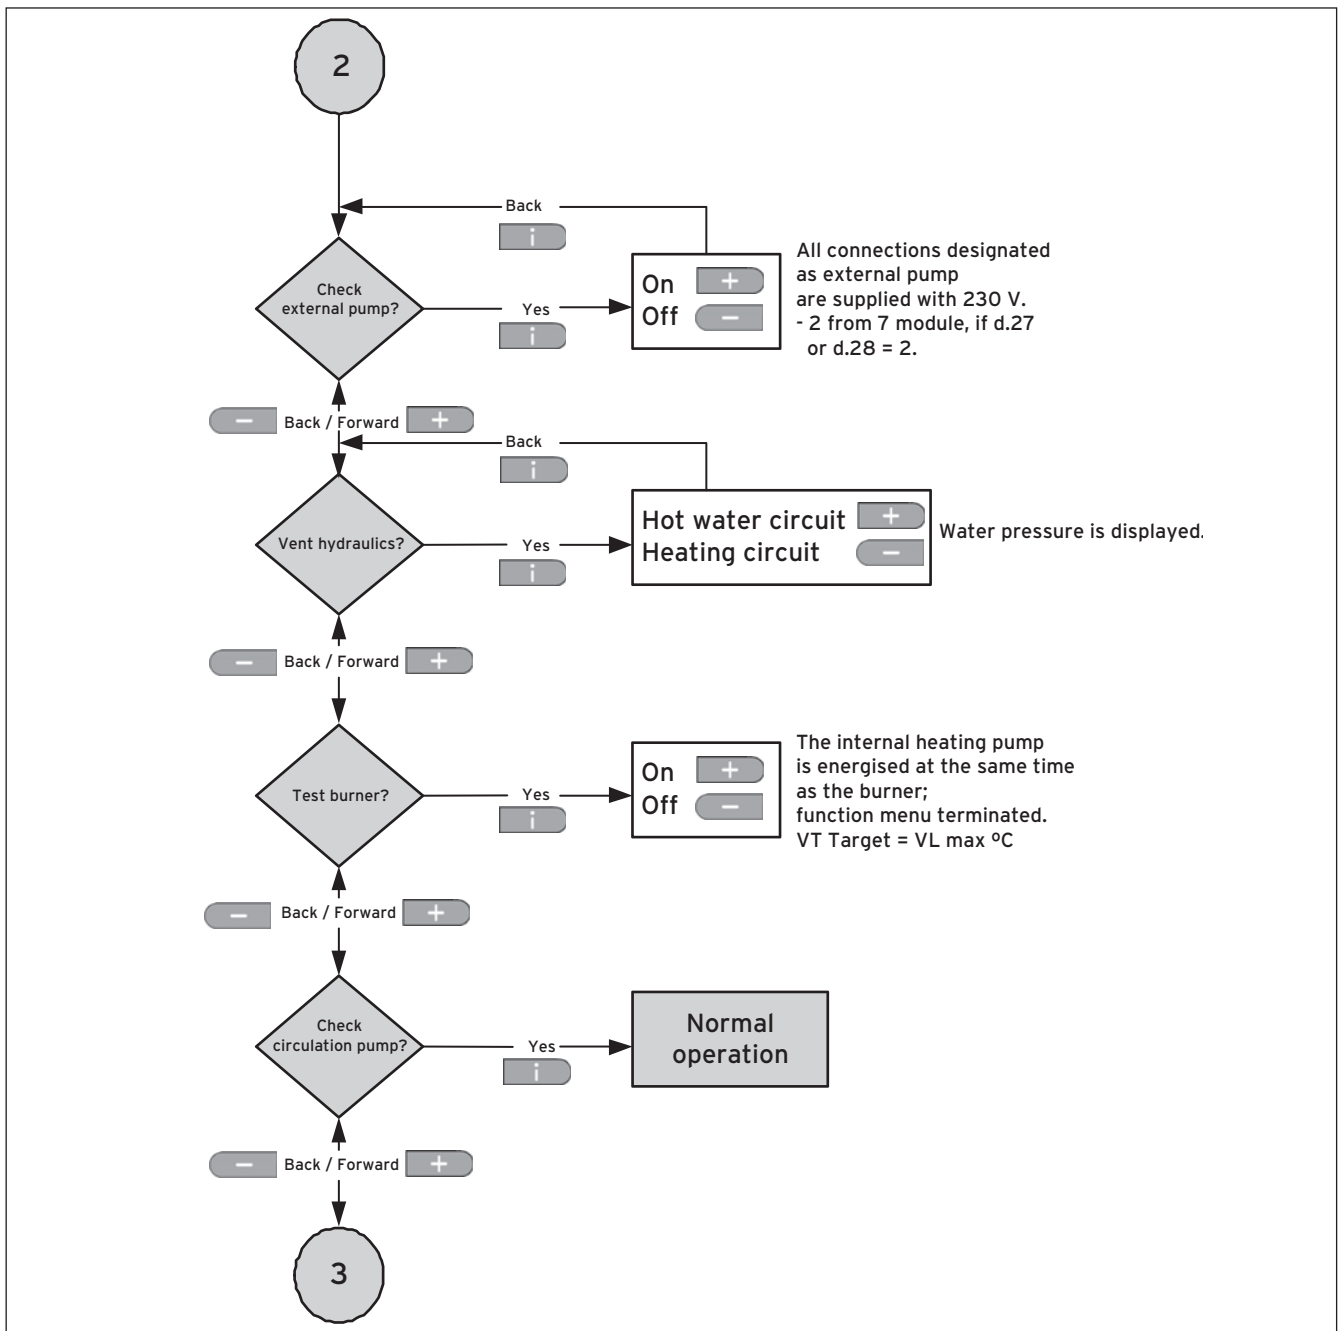 2
Back
i
Check
external pump?
Yes
i
On +
Off −
All connections designated
as external pump
are supplied with 230 V.
- 2 from 7 module, if d.27
or d.28 = 2.
− Back / Forward +
Back
i
Vent hydraulics?
Yes
i
Hot water circuit +
Heating circuit −
Water pressure is displayed.
− Back / Forward +
Test burner?
Yes
i
On +
Off −
The internal heating pump
is energised at the same time
as the burner;
function menu terminated.
VT Target = VL max ºC
− Back / Forward +
Check
circulation pump?
Yes
i
Normal
operation
− Back / Forward +
3